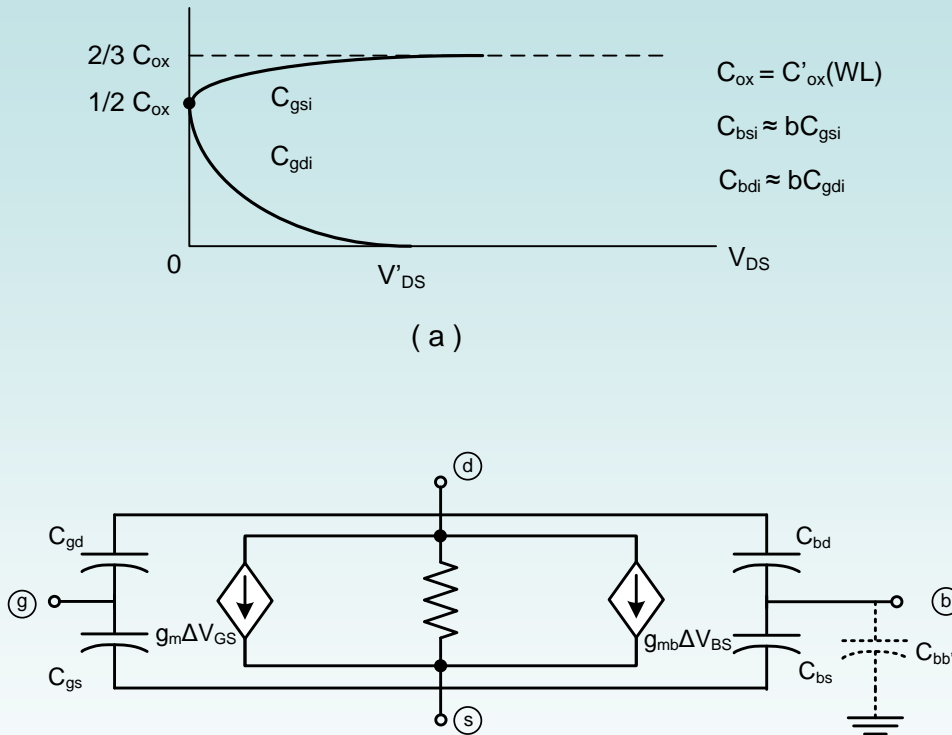 2/3 Cox
Cox = C'ox(WL)
1/2 Cox
Cgsi
Cbsi ≈ bCgsi
Cgdi
Cbdi ≈ bCgdi
0
V'DS
VDS
( a )
d
Cgd
Cbd
g
b
gmΔVGS
gmbΔVBS
Cgs
Cbs
Cbb'
s